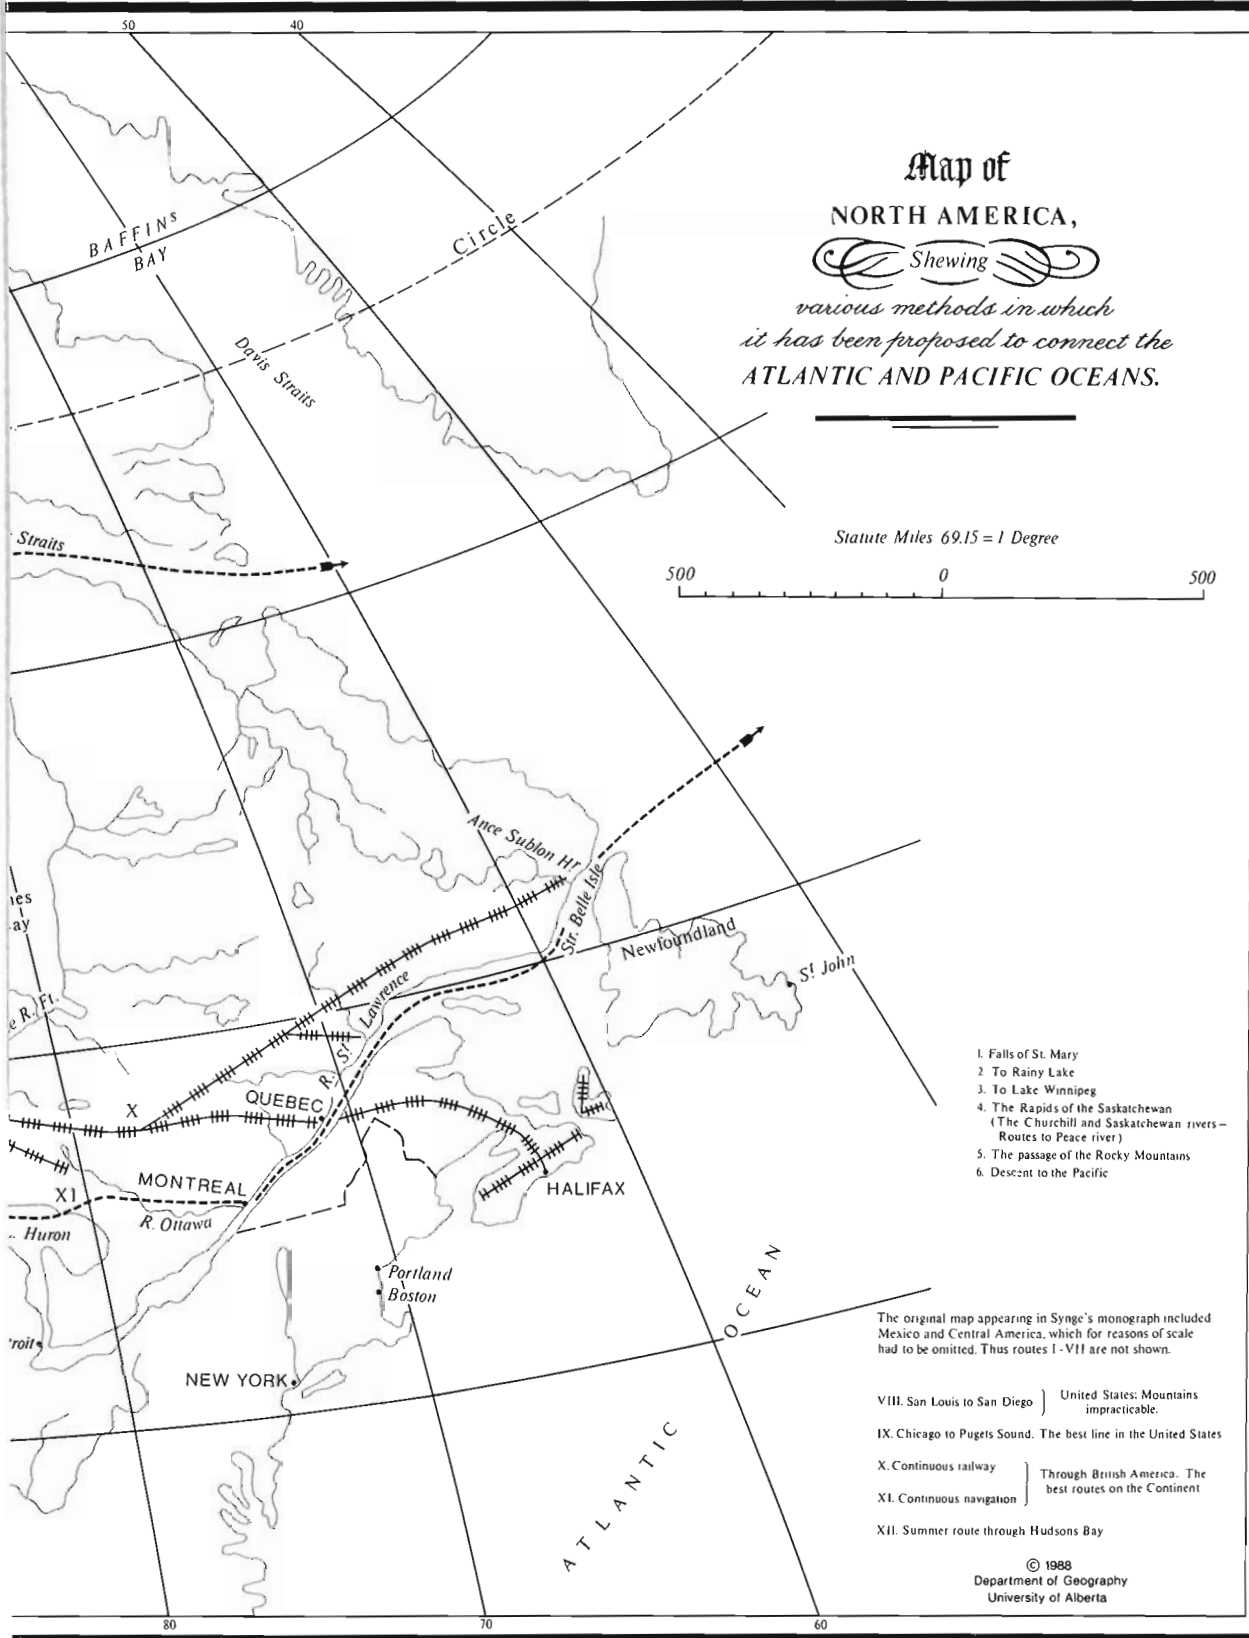 50
40
Map of
NORTH AMERICA,
Shewing
various methods in which
it has been proposed to connect the
ATLANTIC AND PACIFIC OCEANS.
BAFFINS
BAY
Circle
Davis Straits
Statute Miles 69.15 = 1 Degree
500
0
500
Straits
Ance Sublon Hr
Str. Belle Isle
Newfoundland
St John
R. St Lawrence
X
QUEBEC
MONTREAL
XI
R. Ottawa
Huron
HALIFAX
Portland
Boston
NEW YORK
ATLANTIC
OCEAN
1. Falls of St. Mary
2 To Rainy Lake
3. To Lake Winnipeg
4. The Rapids of the Saskatchewan
(The Churchill and Saskatchewan rivers—
Routes to Peace river)
5. The passage of the Rocky Mountains
6. Descent to the Pacific
The original map appearing in Synge's monograph included
Mexico and Central America, which for reasons of scale
had to be omitted. Thus routes I-VII are not shown.
VIII. San Louis to San Diego
United States: Mountains
impracticable.
IX. Chicago to Pugets Sound. The best line in the United States
X. Continuous railway
XI. Continuous navigation
Through British America. The
best routes on the Continent
XII. Summer route through Hudsons Bay
© 1988
Department of Geography
University of Alberta
80
70
60